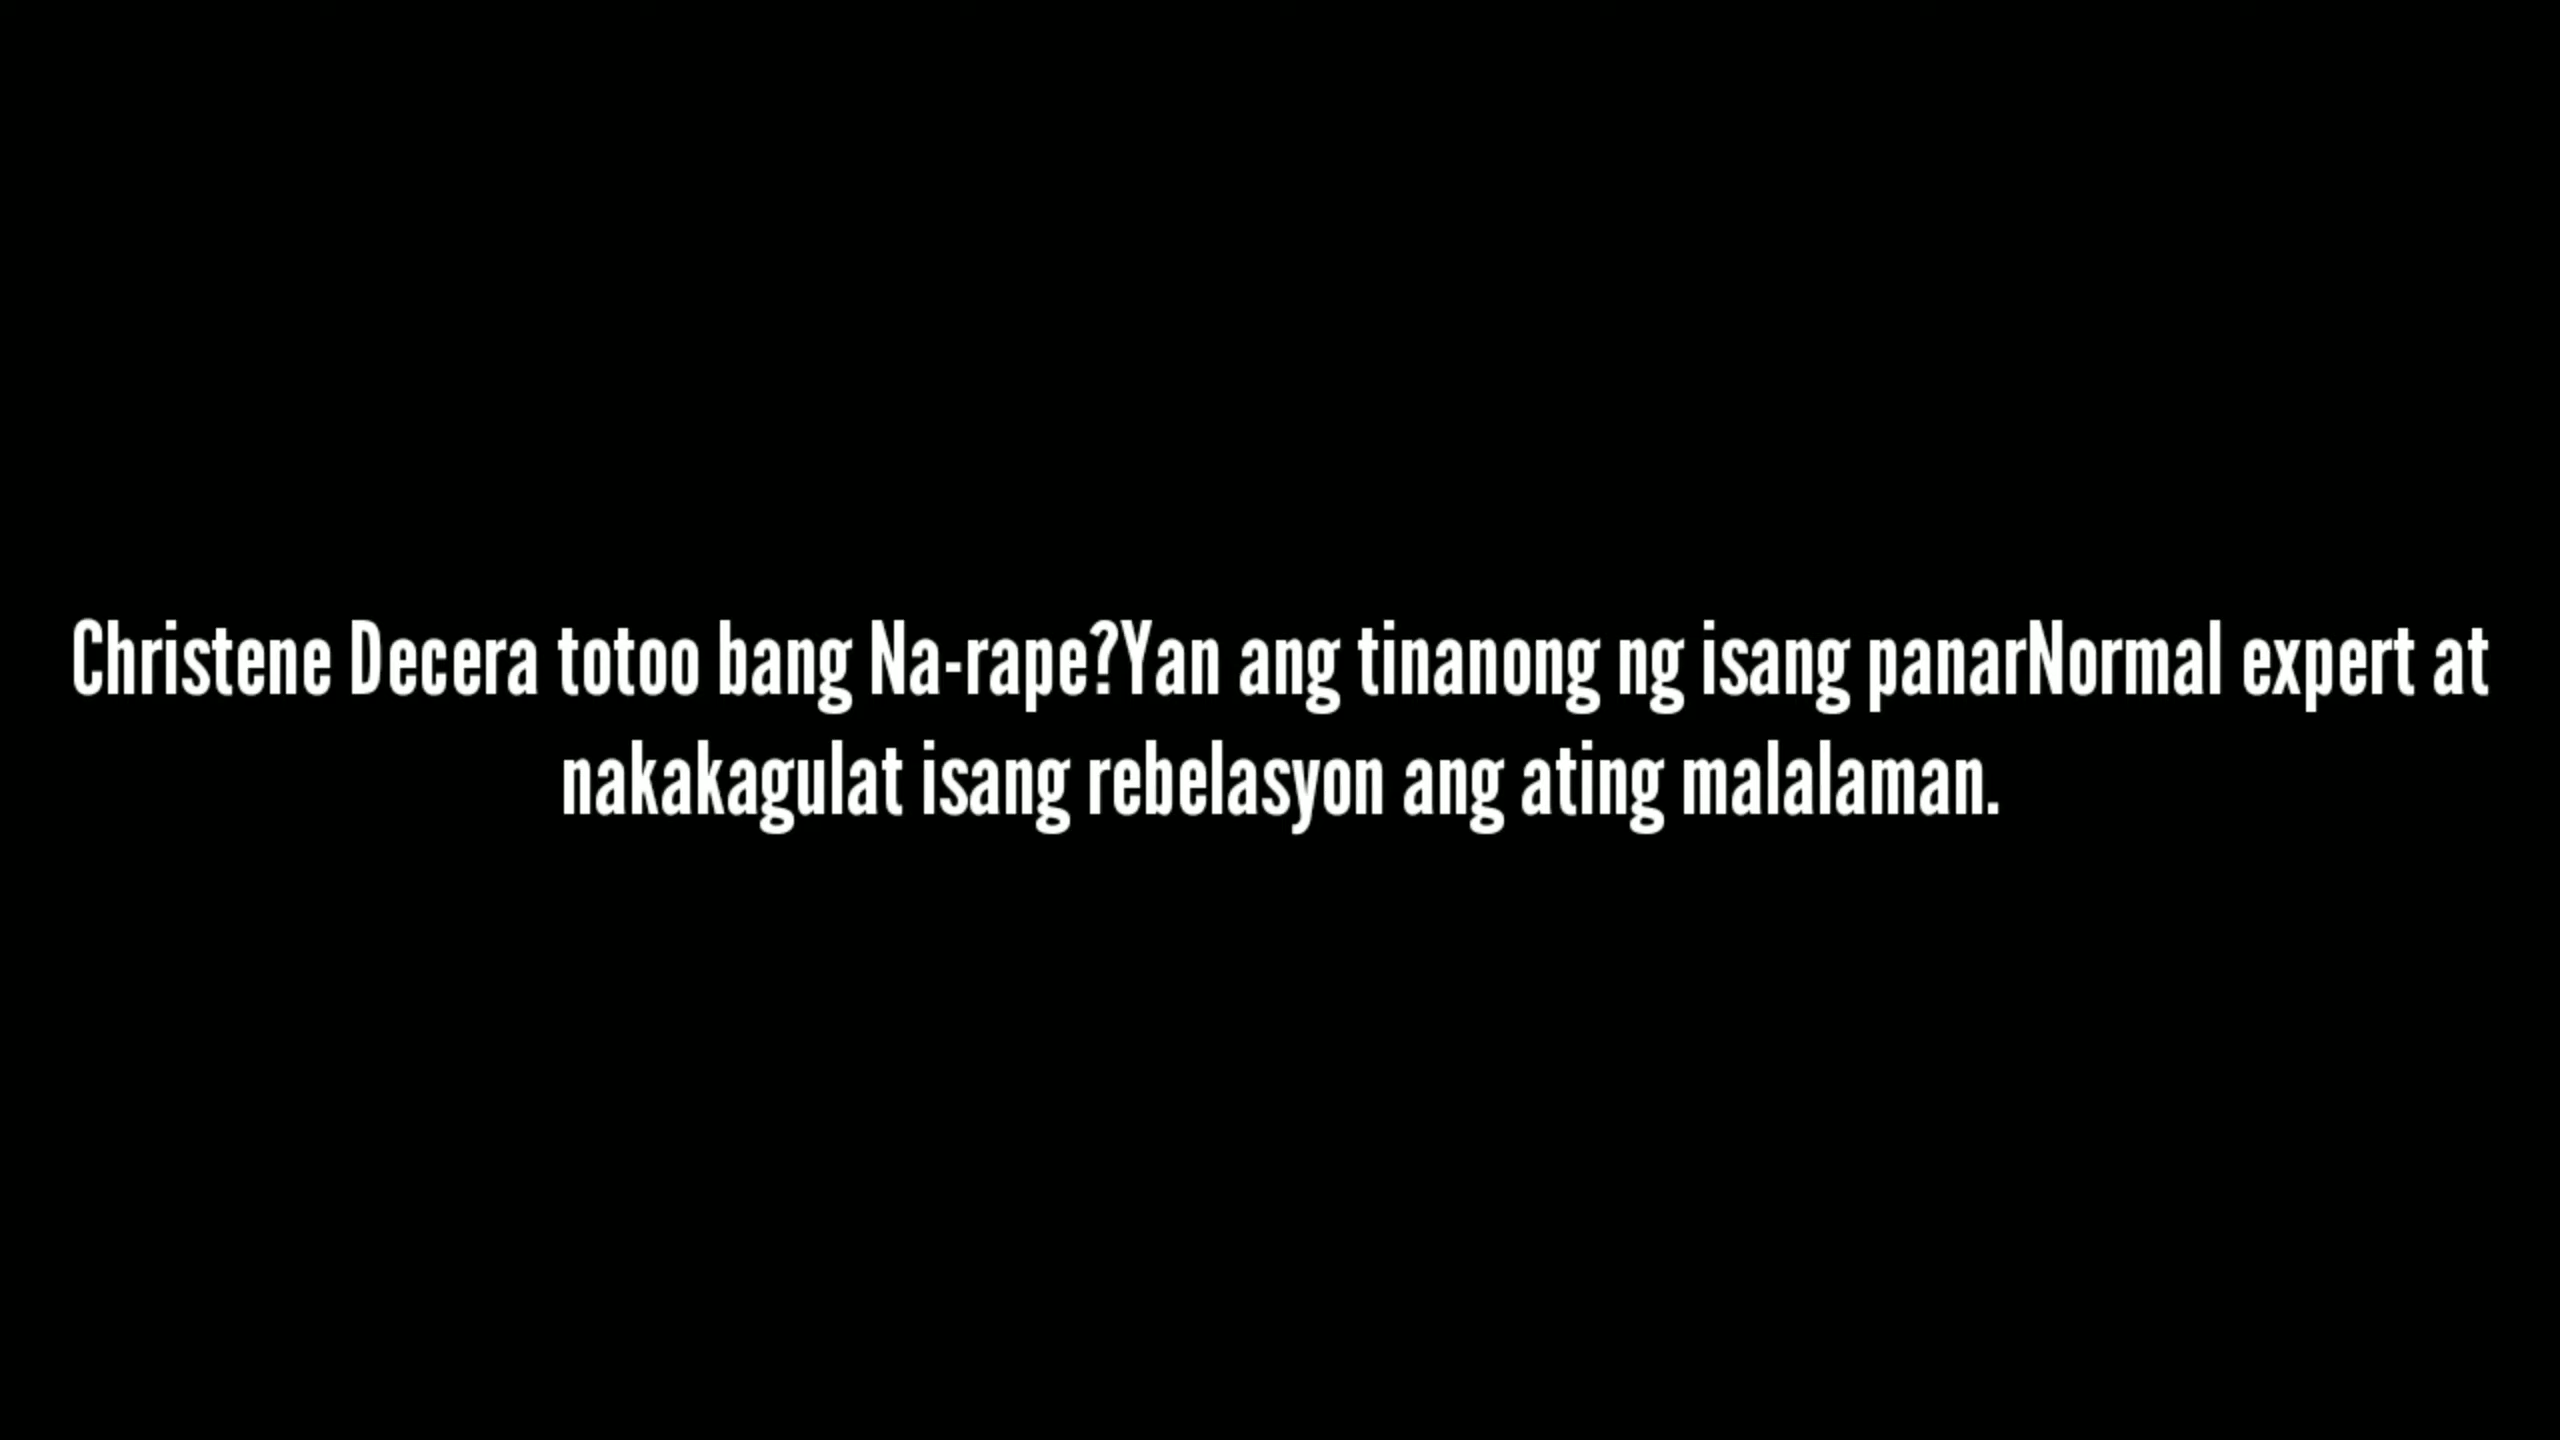 Christene Decera totoo bang Na-rape?Yan ang tinanong ng isang panarNormal expert at
nakakagulat isang rebelasyon ang ating malalaman.